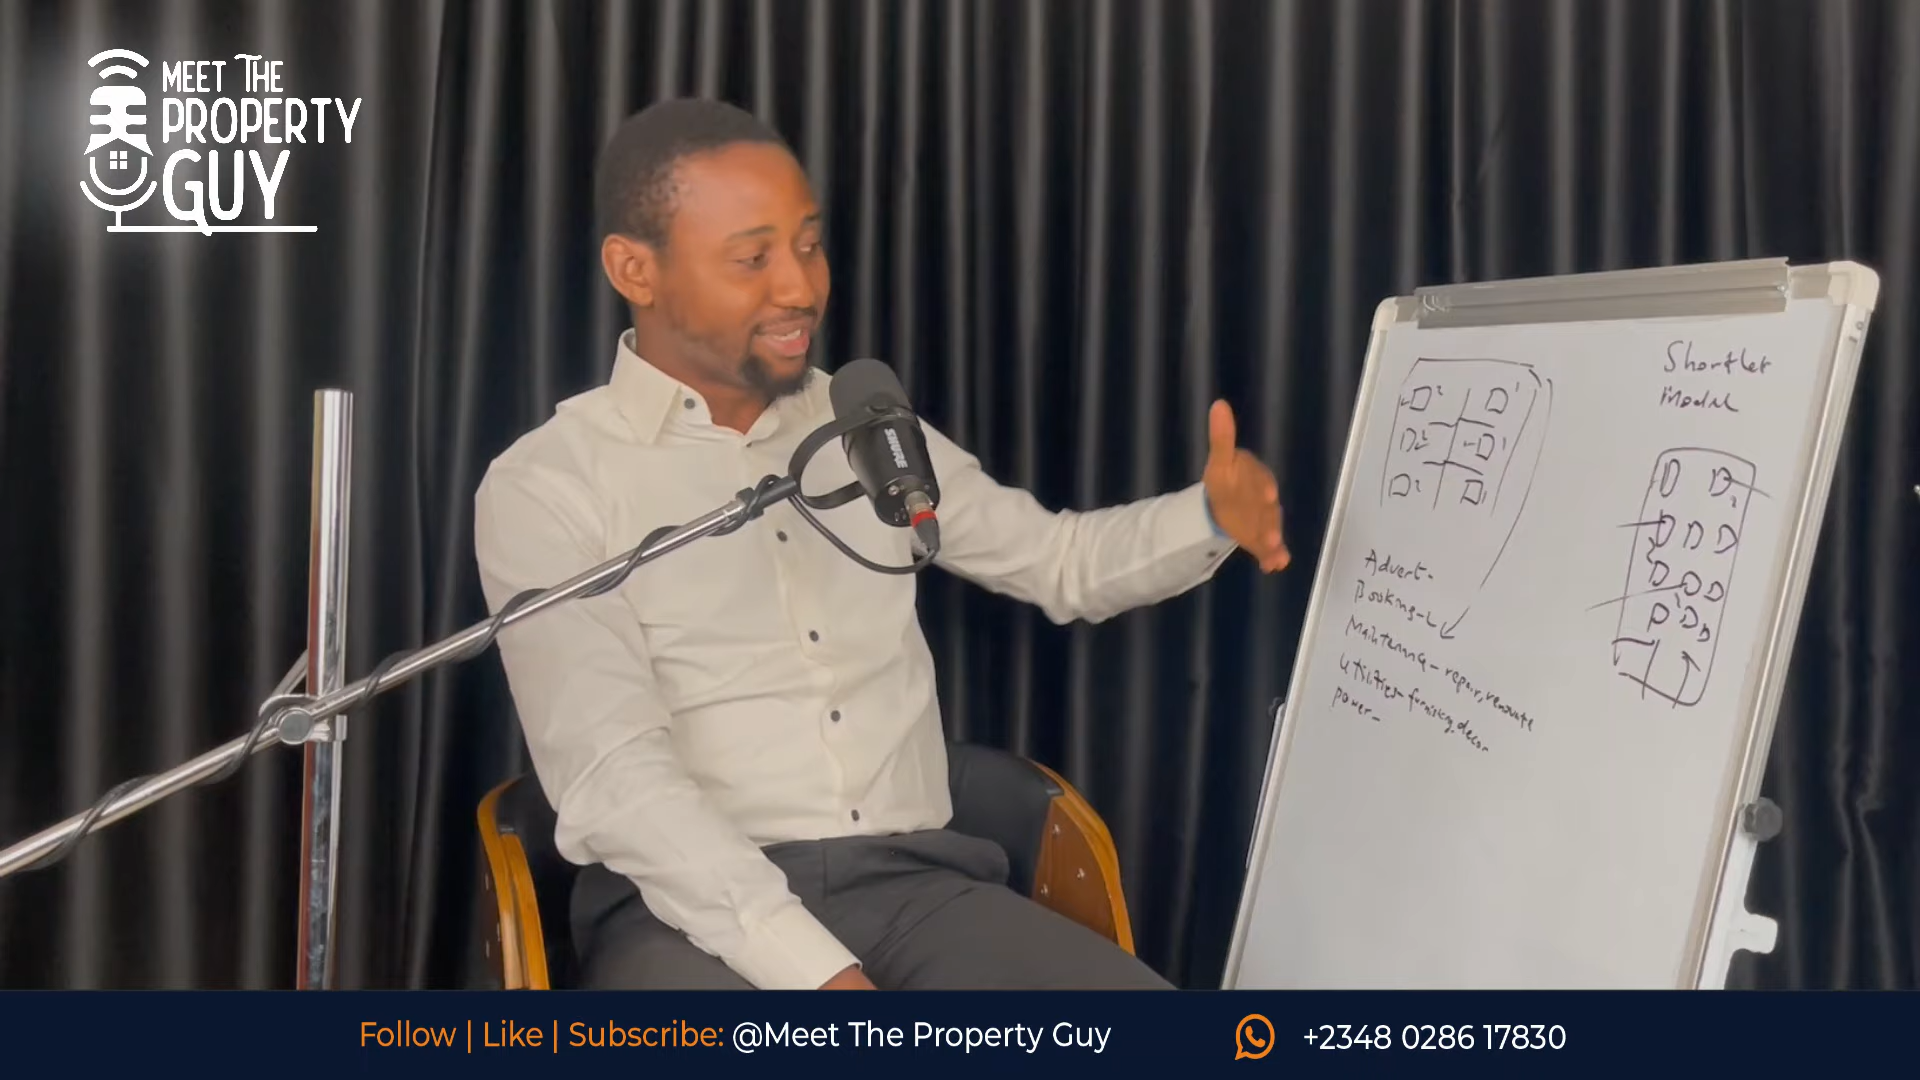 MEET THE
PROPERTY
GUY
SHURE
Shortlet
Model
Advert-
Booking-
Maintenance- repair, renovate
Utilities- furnishing, decor
power-
Follow | Like | Subscribe: @Meet The Property Guy
+2348 0286 17830